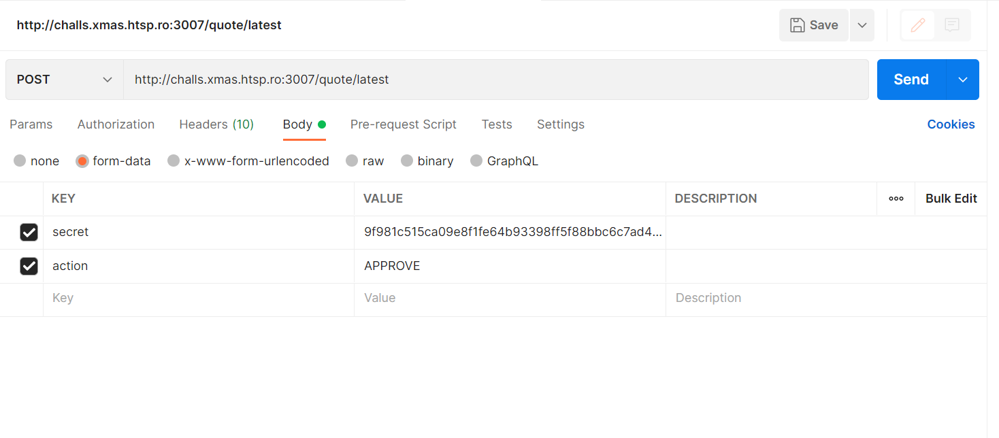 http://challs.xmas.htsp.ro:3007/quote/latest Save
POST http://challs.xmas.htsp.ro:3007/quote/latest Send
Params Authorization Headers (10) Body Pre-request Script Tests Settings Cookies
none form-data x-www-form-urlencoded raw binary GraphQL
KEY VALUE DESCRIPTION ooo Bulk Edit
secret 9f981c515ca09e8f1fe64b93398ff5f88bbc6c7ad4...
action APPROVE
Key Value Description